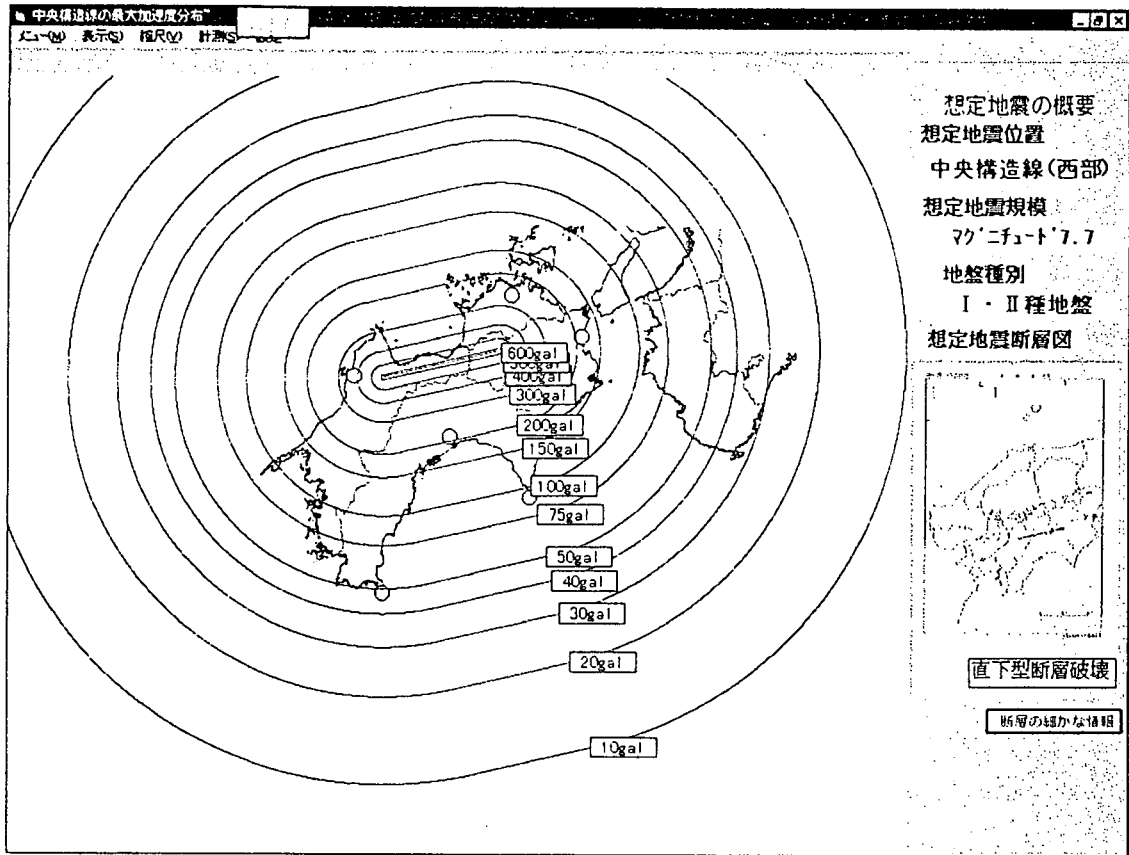 中央構造線の最大加速度分布
メニュー(M) 表示(S) 縮尺(V) 計測(S)
想定地震の概要
想定地震位置
中央構造線(西部)
想定地震規模
マグニチュード7.7
地盤種別
I・II種地盤
想定地震断層図
600gal
400gal
300gal
200gal
150gal
100gal
75gal
50gal
40gal
30gal
20gal
10gal
直下型断層破壊
断層の細かな情報